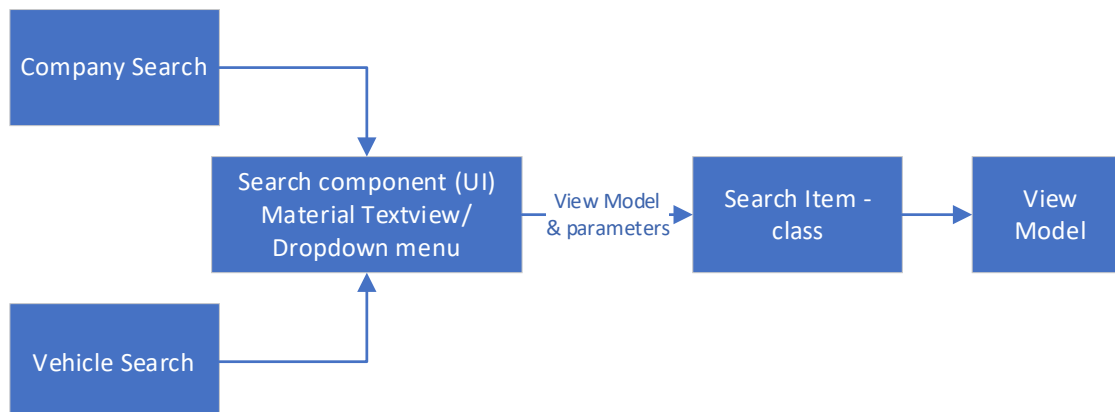 Company Search
Search component (UI)
Material Textview/
Dropdown menu
View Model
& parameters
Search Item -
class
View
Model
Vehicle Search